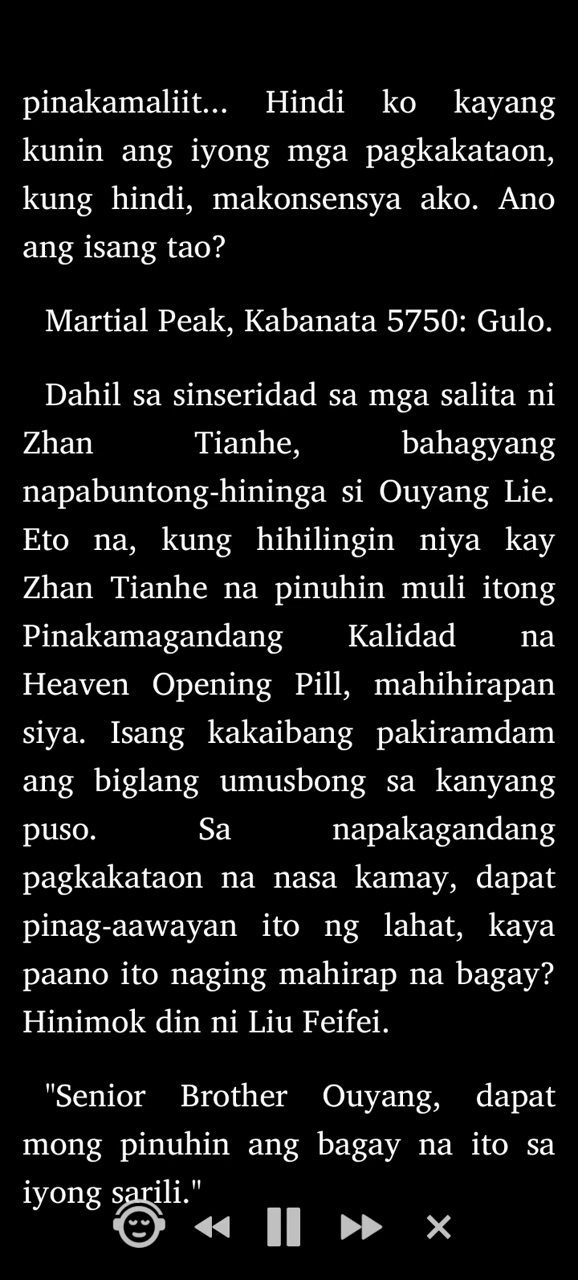 pinakamaliit... Hindi ko kayang
kunin ang iyong mga pagkakataon,
kung hindi, makonsensya ako. Ano
ang isang tao?
Martial Peak, Kabanata 5750: Gulo.
Dahil sa sinseridad sa mga salita ni
Zhan Tianhe, bahagyang
napabuntong-hininga si Ouyang Lie.
Eto na, kung hihilingin niya kay
Zhan Tianhe na pinuhin muli itong
Pinakamagandang Kalidad na
Heaven Opening Pill, mahihirapan
siya. Isang kakaibang pakiramdam
ang biglang umusbong sa kanyang
puso. Sa napakagandang
pagkakataon na nasa kamay, dapat
pinag-aawayan ito ng lahat, kaya
paano ito naging mahirap na bagay?
Hinimok din ni Liu Feifei.
"Senior Brother Ouyang, dapat
mong pinuhin ang bagay na ito sa
iyong sarili."